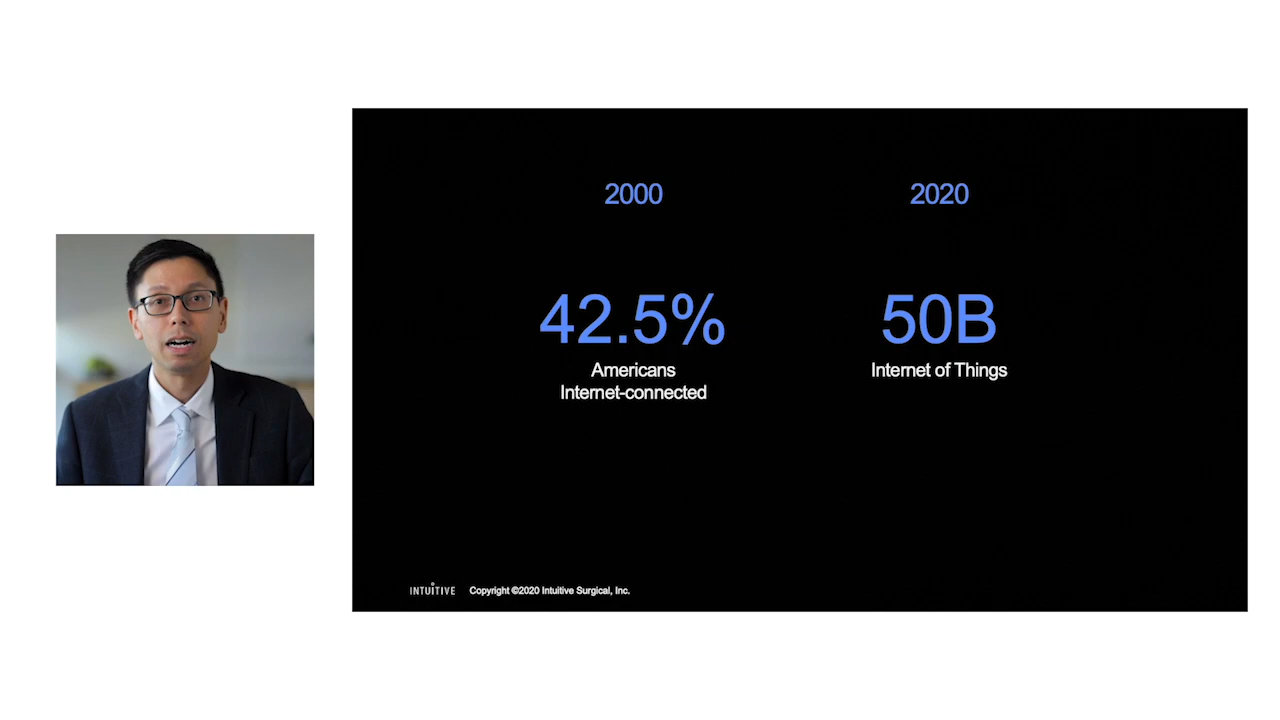 2000
2020
42.5%
Americans
Internet-connected
50B
Internet of Things
INTUITIVE
Copyright ©2020 Intuitive Surgical, Inc.